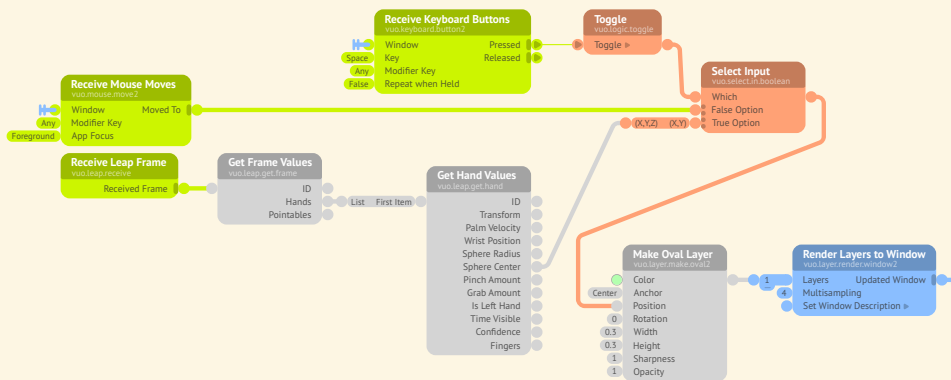 Receive Keyboard Buttons
vuo.keyboard.button2
Window Pressed
Space Key Released
Any Modifier Key
False Repeat when Held
Toggle
vuo.logic.toggle
Toggle
Select Input
vuo.select.in.boolean
Which
False Option
True Option
(X,Y,Z) (X,Y)
Receive Mouse Moves
vuo.mouse.move2
Window Moved To
Any Modifier Key
Foreground App Focus
Receive Leap Frame
vuo.leap.receive
Received Frame
Get Frame Values
vuo.leap.get.frame
ID
Hands
Pointables
List First Item
Get Hand Values
vuo.leap.get.hand
ID
Transform
Palm Velocity
Wrist Position
Sphere Radius
Sphere Center
Pinch Amount
Grab Amount
Is Left Hand
Time Visible
Confidence
Fingers
Make Oval Layer
vuo.layer.make.oval2
Color
Center Anchor
Position
0 Rotation
0.3 Width
0.3 Height
1 Sharpness
1 Opacity
Render Layers to Window
vuo.layer.render.window2
1 Layers Updated Window
4 Multisampling
Set Window Description